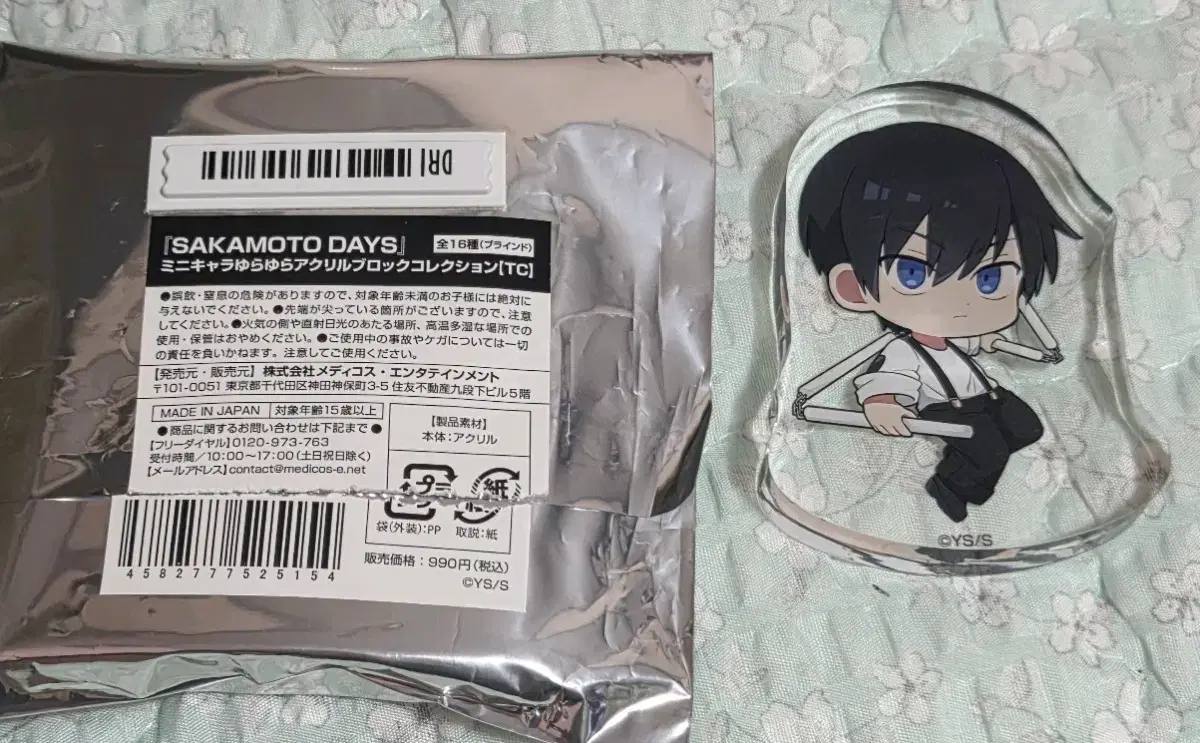 DRI
『SAKAMOTO DAYS』 全16種(ブラインド)
ミニキャラゆらゆらアクリルブロックコレクション[TC]
●誤飲・窒息の危険がありますので、対象年齢未満のお子様には絶対に
与えないでください。●先端が尖っている箇所がございますので、注意
してください。●火気の側や直射日光のあたる場所、高温多湿な場所での
使用・保管はおやめください。●ご使用中の事故やケガについては一切
の責任を負いかねます。注意してご使用ください。
【発売元・販売元】株式会社メディコス・エンタテインメント
〒101-0051 東京都千代田区神田神保町3-5 住友不動産九段下ビル5階
MADE IN JAPAN 対象年齢15歳以上
●商品に関するお問い合わせは下記まで●
【フリーダイヤル】0120-973-763
受付時間/10:00~17:00(土日祝日除く)
【メールアドレス】contact@medicos-e.net
【製品素材】
本体:アクリル
プラ
紙
袋(外装):PP 取説:紙
4582777525154
販売価格:990円(税込)
©YS/S
©YS/S